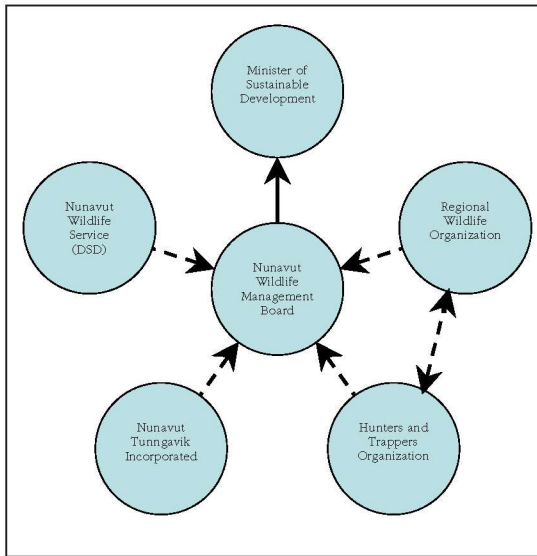 Minister of
Sustainable
Development
Nunavut
Wildlife
Service
(DSD)
Regional
Wildlife
Organization
Nunavut
Wildlife
Management
Board
Nunavut
Tunngavik
Incorporated
Hunters and
Trappers
Organization